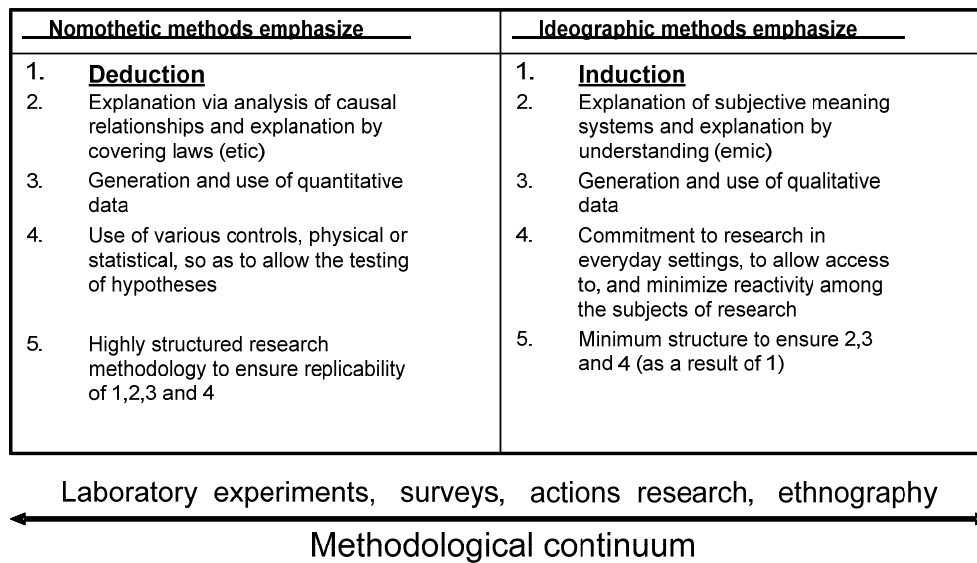 Nomothetic methods emphasize
1. Deduction
2. Explanation via analysis of causal
relationships and explanation by
covering laws (etic)
3. Generation and use of quantitative
data
4. Use of various controls, physical or
statistical, so as to allow the testing
of hypotheses
5. Highly structured research
methodology to ensure replicability
of 1,2,3 and 4
Ideographic methods emphasize
1. Induction
2. Explanation of subjective meaning
systems and explanation by
understanding (emic)
3. Generation and use of qualitative
data
4. Commitment to research in
everyday settings, to allow access
to, and minimize reactivity among
the subjects of research
5. Minimum structure to ensure 2,3
and 4 (as a result of 1)
Laboratory experiments, surveys, actions research, ethnography
Methodological continuum